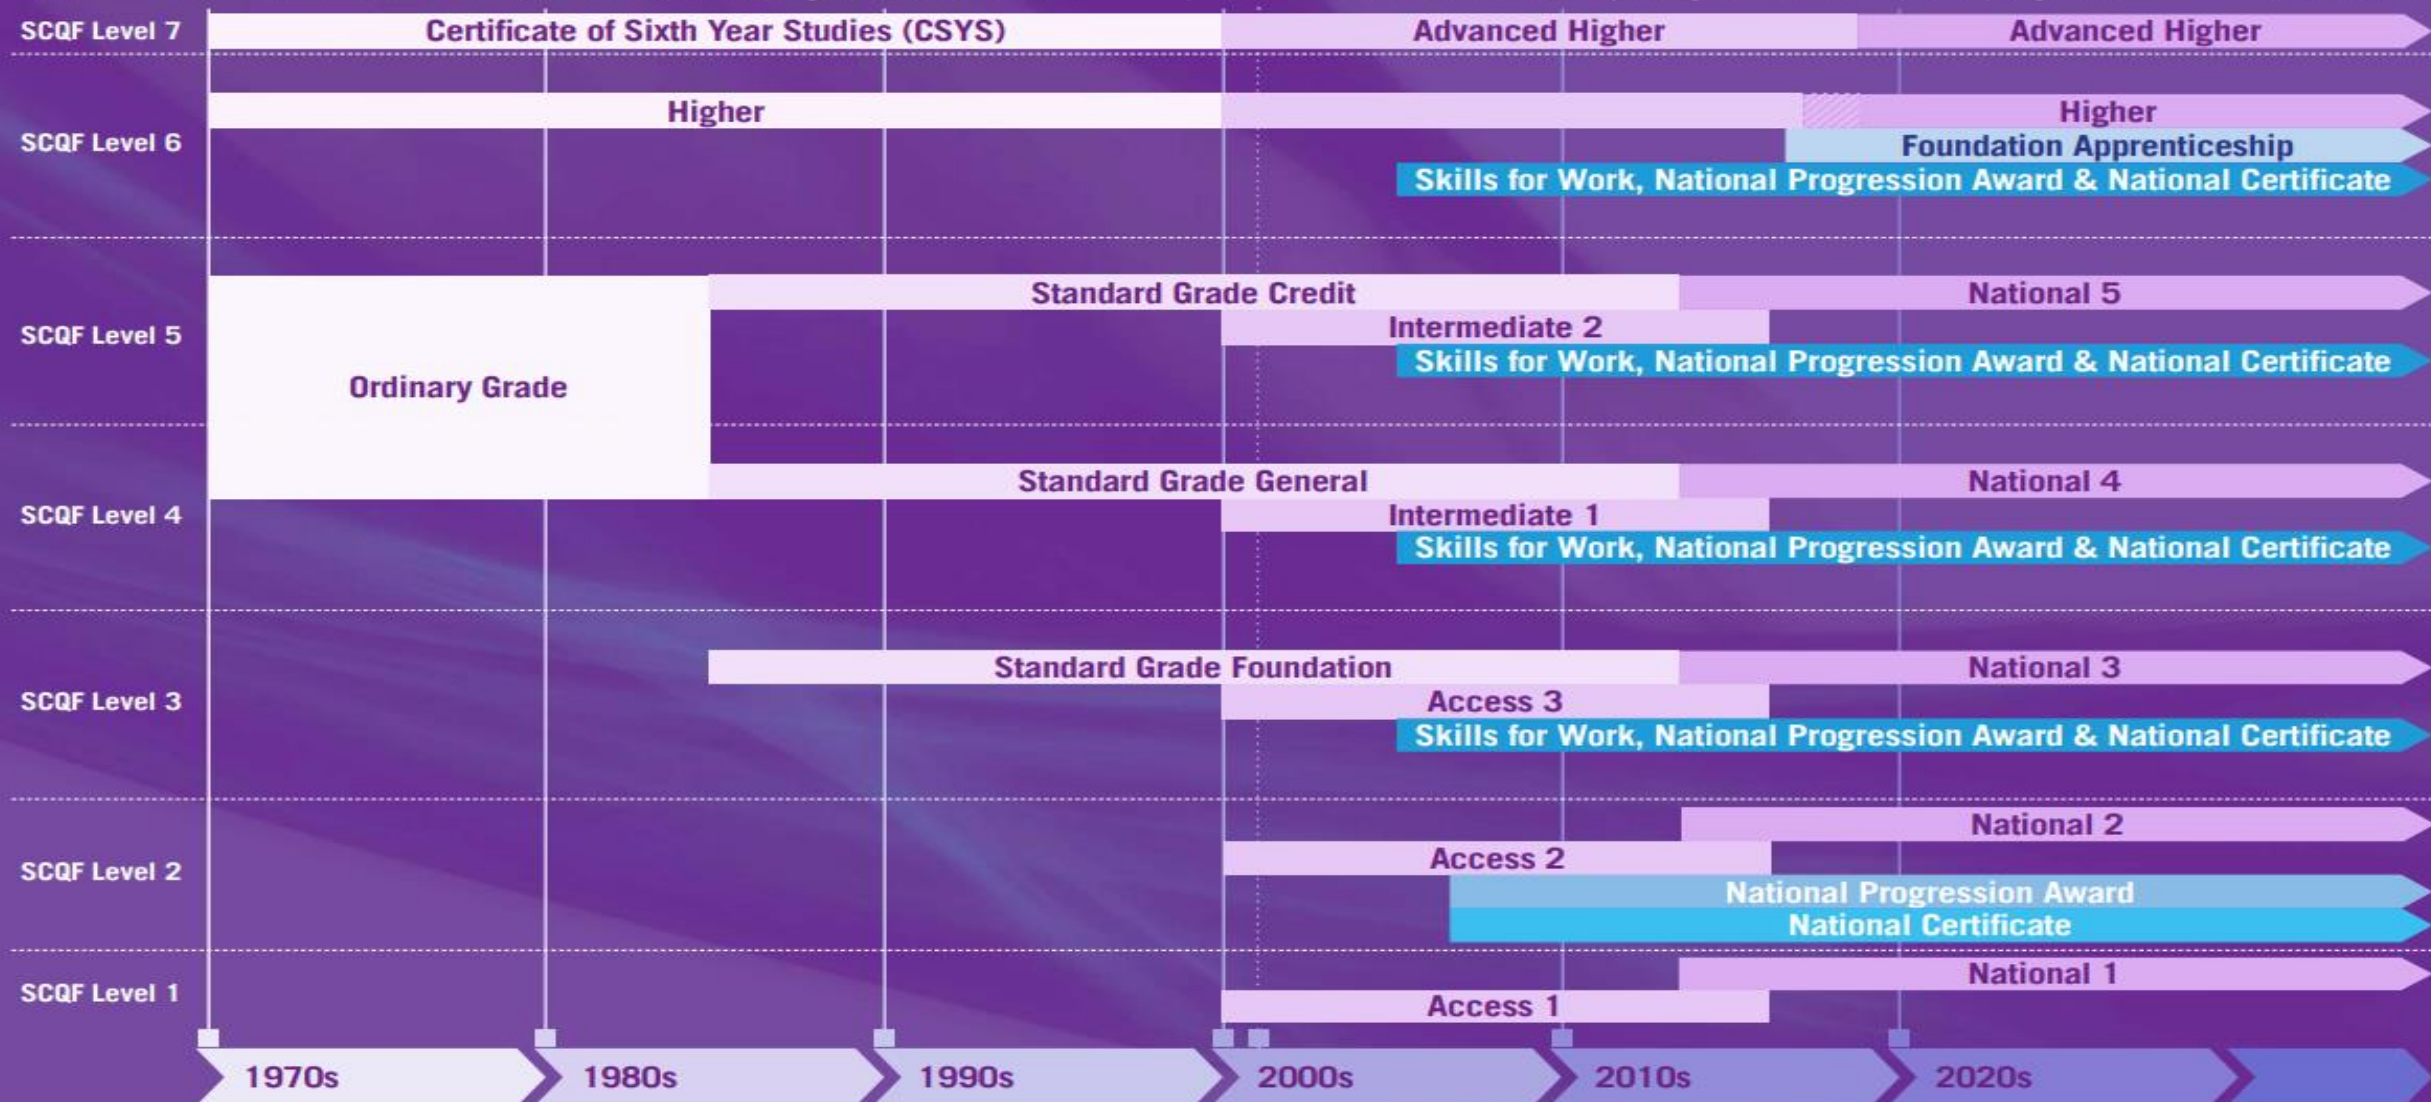 SCQF Level 7
Certificate of Sixth Year Studies (CSYS)
Advanced Higher
Advanced Higher
SCQF Level 6
Higher
Higher
Foundation Apprenticeship
Skills for Work, National Progression Award & National Certificate
SCQF Level 5
Ordinary Grade
Standard Grade Credit
National 5
Intermediate 2
Skills for Work, National Progression Award & National Certificate
SCQF Level 4
Standard Grade General
National 4
Intermediate 1
Skills for Work, National Progression Award & National Certificate
SCQF Level 3
Standard Grade Foundation
National 3
Access 3
Skills for Work, National Progression Award & National Certificate
SCQF Level 2
National 2
Access 2
National Progression Award
National Certificate
SCQF Level 1
National 1
Access 1
1970s
1980s
1990s
2000s
2010s
2020s